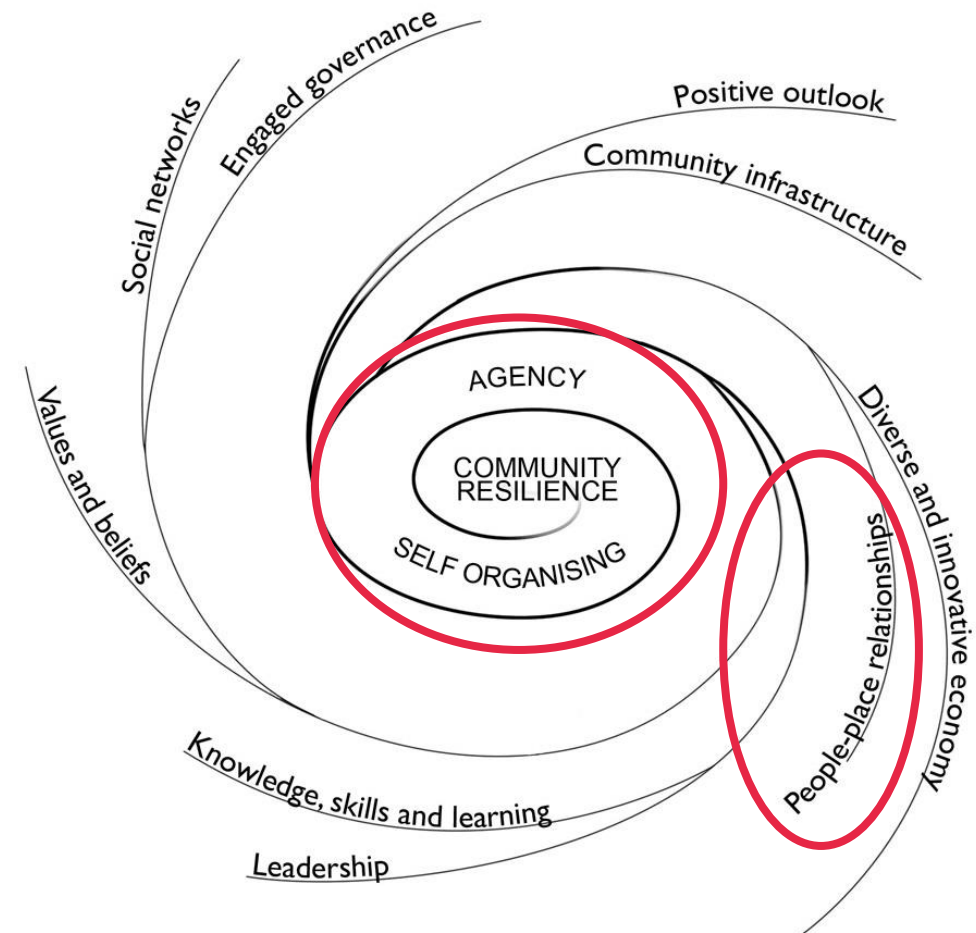 Engaged governance
Social networks
Positive outlook
Community infrastructure
AGENCY
COMMUNITY
RESILIENCE
SELF ORGANISING
Values and beliefs
Diverse and innovative economy
People-place relationships
Knowledge, skills and learning
Leadership